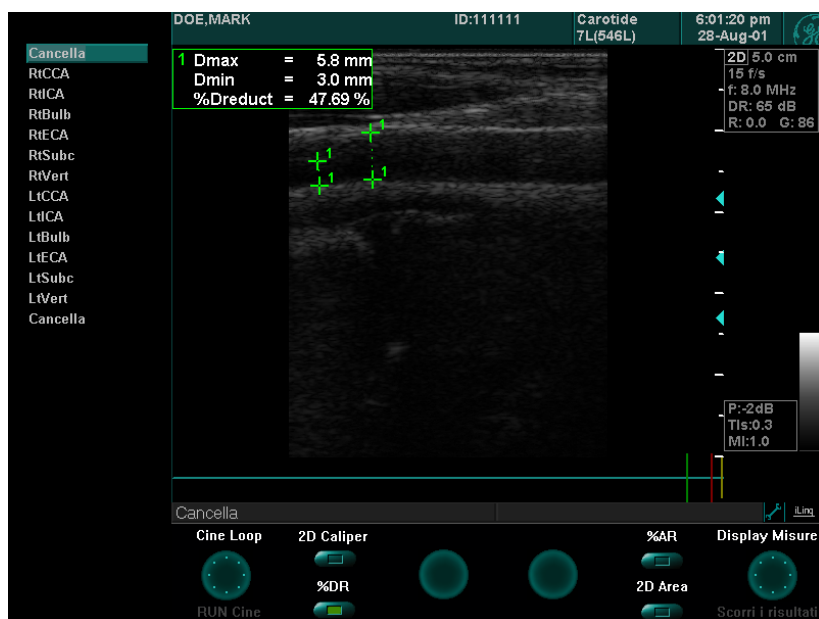 DOE,MARK ID:111111 Carotide 6:01:20 pm
7L(546L) 28-Aug-01
Cancella
RtCCA
RtICA
RtBulb
RtECA
RtSubc
RtVert
LtCCA
LtICA
LtBulb
LtECA
LtSubc
LtVert
Cancella
1 Dmax = 5.8 mm
Dmin = 3.0 mm
%Dreduct = 47.69 %
1
1
1
1
2D 5.0 cm
15 f/s
f: 8.0 MHz
DR: 65 dB
R: 0.0 G: 86
P:-2dB
TIs:0.3
MI:1.0
Cancella
iLinq
Cine Loop 2D Caliper %AR Display Misure
%DR 2D Area
RUN Cine Scorri i risultati